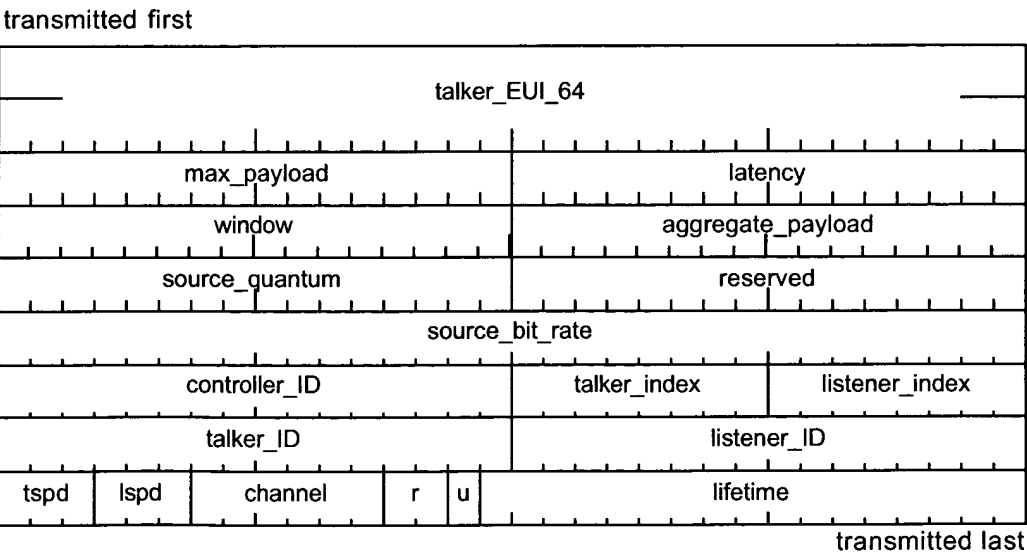 transmitted first
talker_EUI_64
max_payload latency
window aggregate_payload
source_quantum reserved
source_bit_rate
controller_ID talker_index listener_index
talker_ID listener_ID
tspd lspd channel r u lifetime
transmitted last